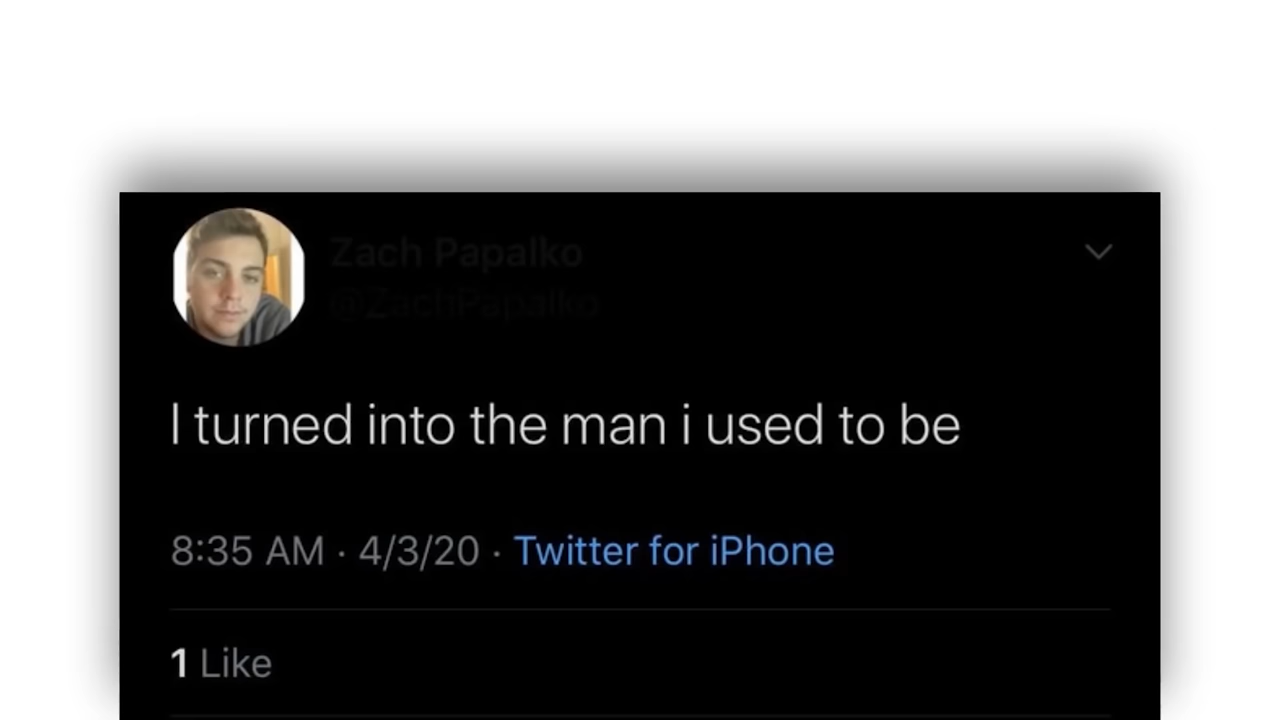 Zach Papalko
@ZachPapalko
I turned into the man i used to be
8:35 AM · 4/3/20 · Twitter for iPhone
1 Like